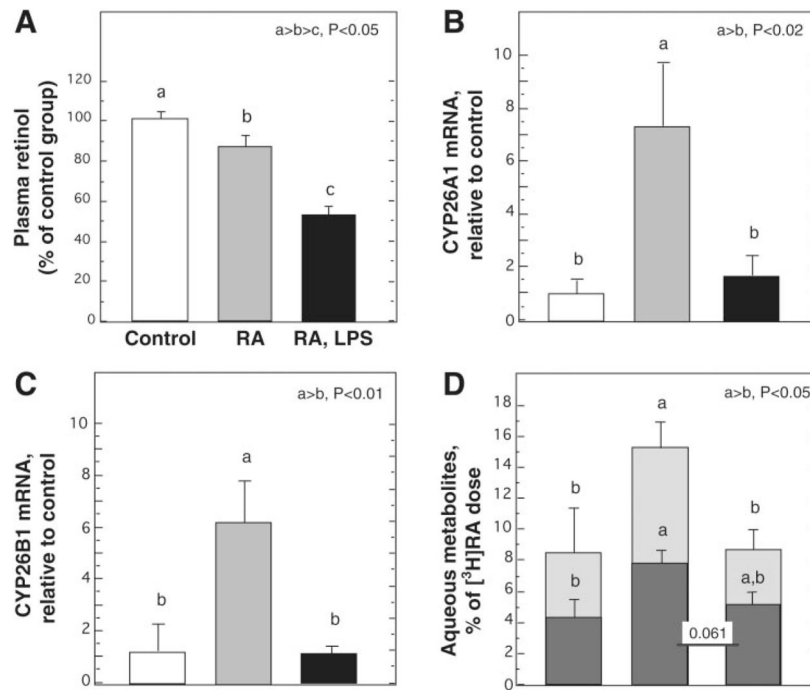 A
a>b>c, P<0.05
Plasma retinol
(% of control group)
120
100
80
60
40
20
0
a
b
c
Control
RA
RA, LPS
B
a>b, P<0.02
CYP26A1 mRNA,
relative to control
10
8
6
4
2
0
b
a
b
C
a>b, P<0.01
CYP26B1 mRNA,
relative to control
10
8
6
4
2
0
b
a
b
D
a>b, P<0.05
Aqueous metabolites,
% of [³H]RA dose
18
16
14
12
10
8
6
4
2
0
b
a
b
b
a
a,b
0.061